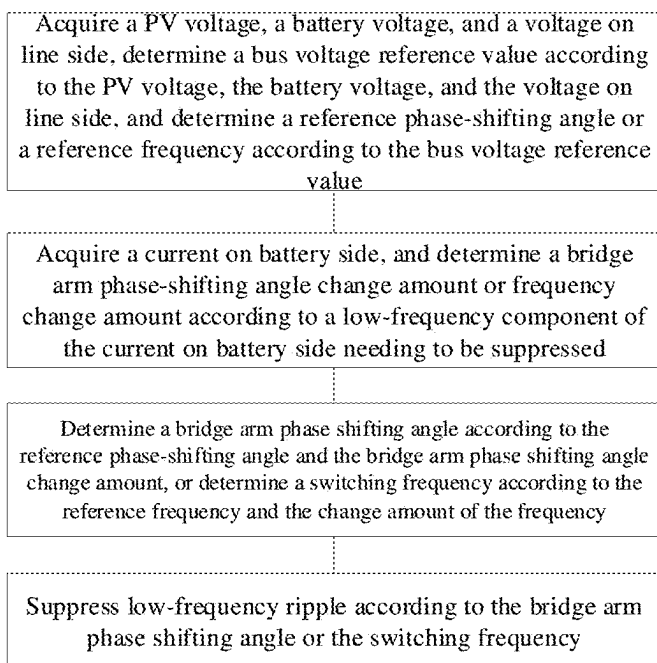 Acquire a PV voltage, a battery voltage, and a voltage on
line side, determine a bus voltage reference value according
to the PV voltage, the battery voltage, and the voltage on
line side, and determine a reference phase-shifting angle or
a reference frequency according to the bus voltage reference
value
Acquire a current on battery side, and determine a bridge
arm phase-shifting angle change amount or frequency
change amount according to a low-frequency component of
the current on battery side needing to be suppressed
Determine a bridge arm phase shifting angle according to the
reference phase-shifting angle and the bridge arm phase shifting angle
change amount, or determine a switching frequency according to the
reference frequency and the change amount of the frequency
Suppress low-frequency ripple according to the bridge arm
phase shifting angle or the switching frequency